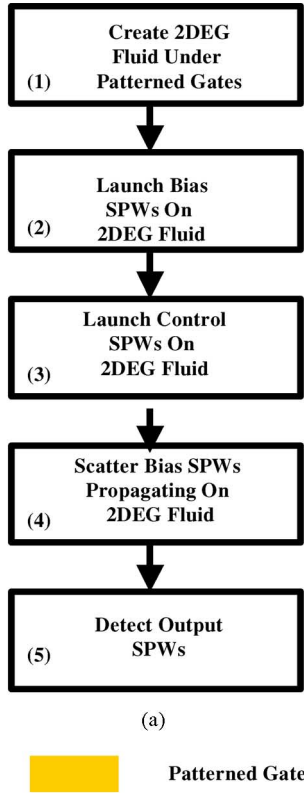 Create 2DEG
Fluid Under
(1) Patterned Gates
Launch Bias
SPWs On
(2) 2DEG Fluid
Launch Control
SPWs On
(3) 2DEG Fluid
Scatter Bias SPWs
Propagating On
(4) 2DEG Fluid
Detect Output
(5) SPWs
(a)
Patterned Gate